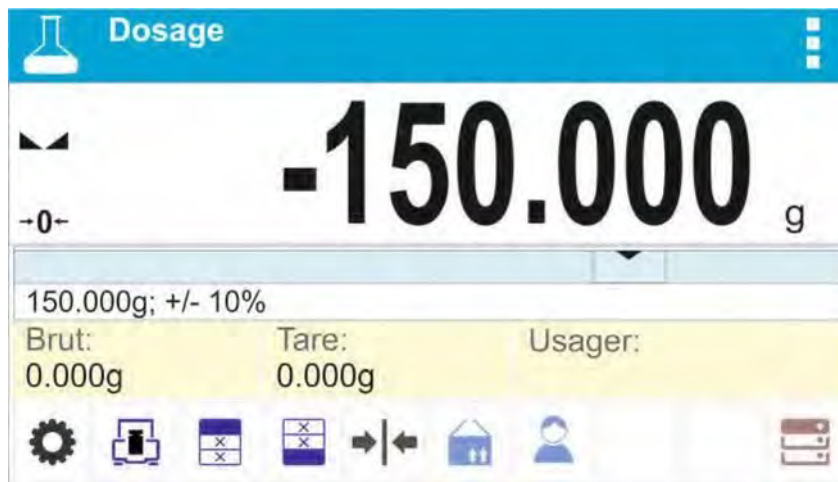 Dosage
-150.000 g
→0←
150.000g; +/- 10%
Brut: Tare: Usager:
0.000g 0.000g